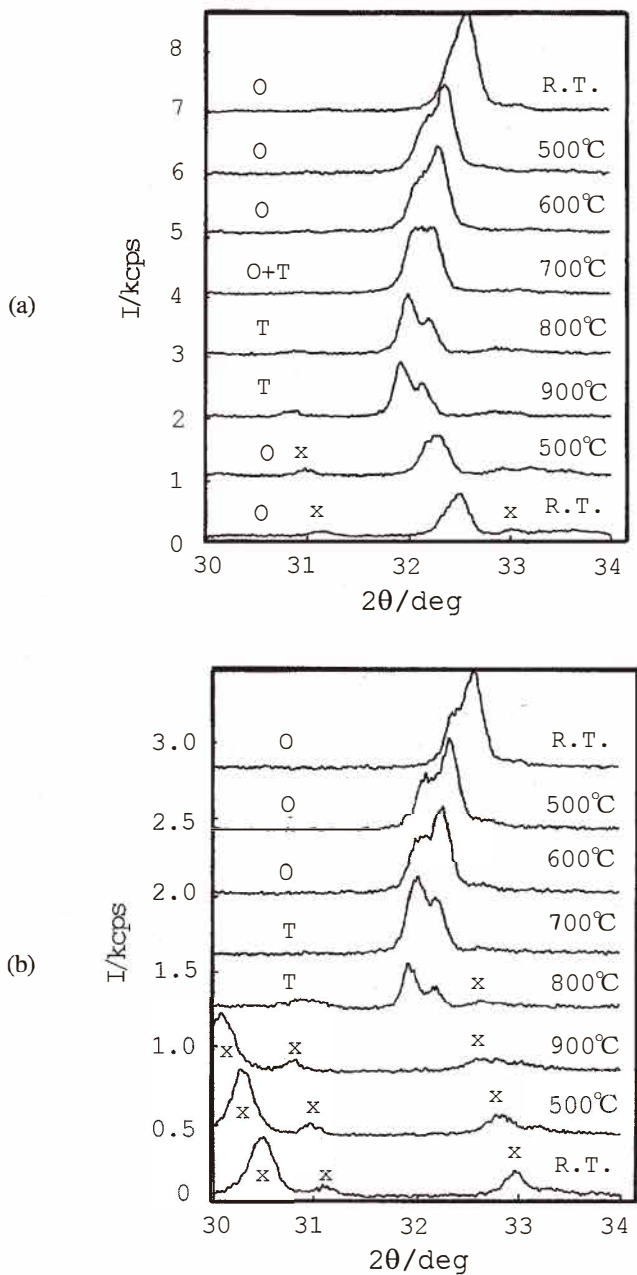 8
O R.T.
7
O 500℃
6
O 600℃
5
O+T 700℃
4
T 800℃
3
T 900℃
2
O x 500℃
1
O x x R.T.
0
30 31 32 33 34
2θ/deg
I/kcps
(a)
3.0 O R.T.
O 500℃
2.5
O 600℃
2.0
T 700℃
1.5 T x 800℃
1.0 x x x 900℃
x x x 500℃
0.5
x x x R.T.
0
30 31 32 33 34
2θ/deg
I/kcps
(b)